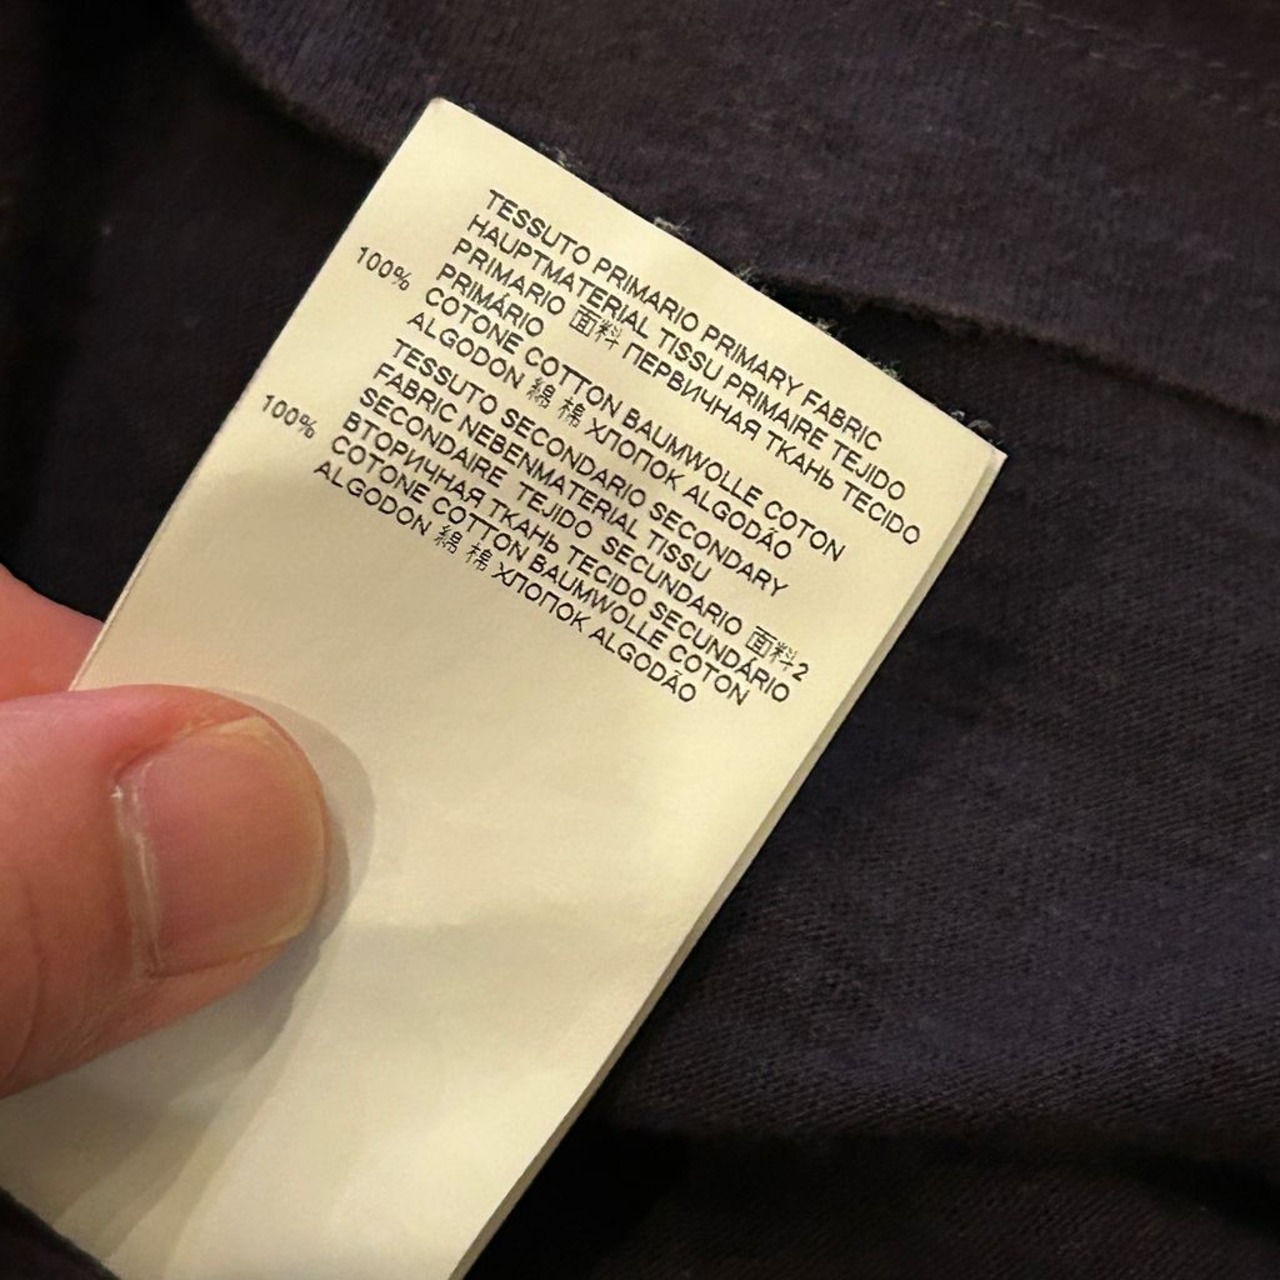 TESSUTO PRIMARIO PRIMARY FABRIC
HAUPTMATERIAL TISSU PRIMAIRE TEJIDO
PRIMARIO 面料 ПЕРВИЧНАЯ ТКАНЬ TECIDO
PRIMÁRIO
100% COTONE COTTON BAUMWOLLE COTON
ALGODON 綿 棉 ХЛОПОК ALGODÃO
TESSUTO SECONDARIO SECONDARY
FABRIC NEBENMATERIAL TISSU
SECONDAIRE TEJIDO SECUNDARIO 面料2
ВТОРИЧНАЯ ТКАНЬ TECIDO SECUNDÁRIO
100% COTONE COTTON BAUMWOLLE COTON
ALGODON 綿 棉 ХЛОПОК ALGODÃO